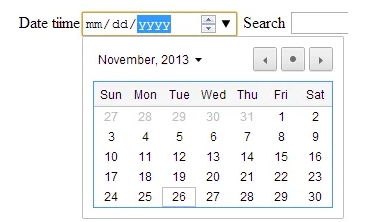 Date tiime mm/dd/yyyy Search
November, 2013
Sun Mon Tue Wed Thu Fri Sat
27 28 29 30 31 1 2
3 4 5 6 7 8 9
10 11 12 13 14 15 16
17 18 19 20 21 22 23
24 25 26 27 28 29 30